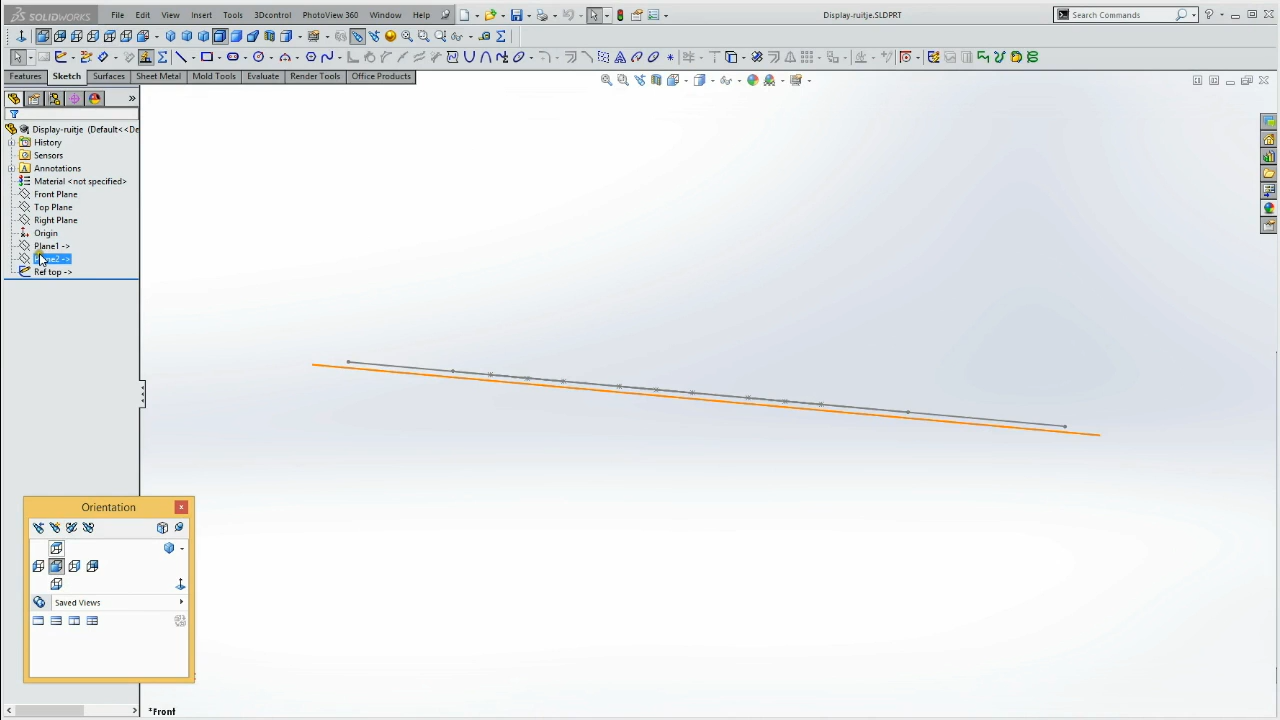 SOLIDWORKS File Edit View Insert Tools 3Dcontrol PhotoView 360 Window Help Display-ruitje.SLDPRT Search Commands
Features Sketch Surfaces Sheet Metal Mold Tools Evaluate Render Tools Office Products
Display-ruitje (Default<<De
History
Sensors
Annotations
Material <not specified>
Front Plane
Top Plane
Right Plane
Origin
Plane1 ->
Ref top ->
Orientation
Saved Views
*Front